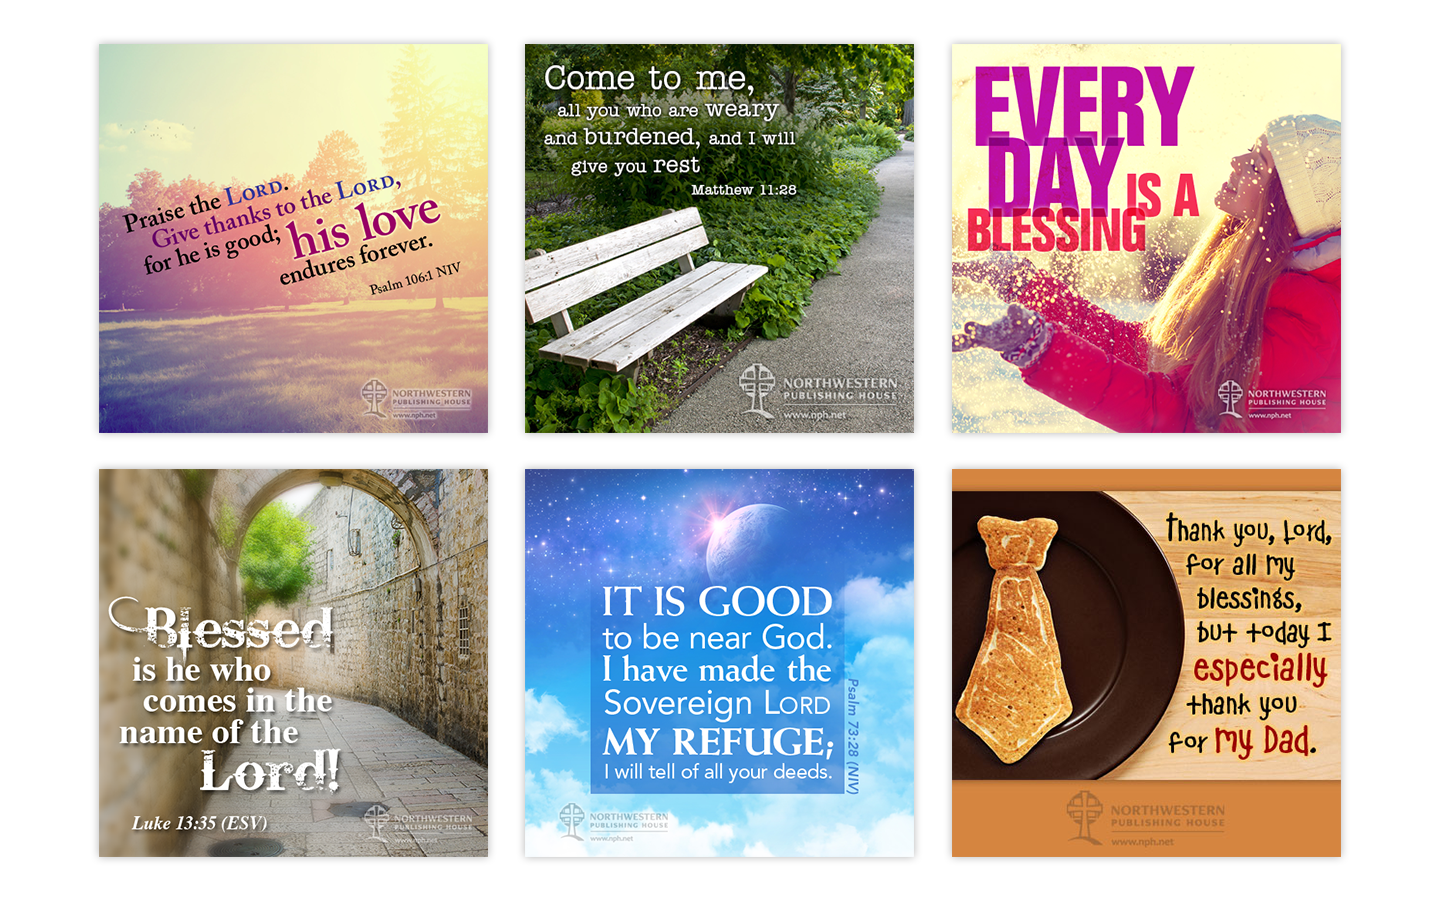 Praise the LORD.
Give thanks to the LORD,
for he is good; his love
endures forever.
Psalm 106:1 NIV
NORTHWESTERN
PUBLISHING HOUSE
www.nph.net
Come to me,
all you who are weary
and burdened, and I will
give you rest
Matthew 11:28
NORTHWESTERN
PUBLISHING HOUSE
www.nph.net
EVERY
DAY IS A
BLESSING
NORTHWESTERN
PUBLISHING HOUSE
www.nph.net
Blessed
is he who
comes in the
name of the
Lord!
Luke 13:35 (ESV)
NORTHWESTERN
PUBLISHING HOUSE
www.nph.net
IT IS GOOD
to be near God.
I have made the
Sovereign LORD
MY REFUGE;
I will tell of all your deeds.
Psalm 73:28 (NIV)
NORTHWESTERN
PUBLISHING HOUSE
www.nph.net
Thank you, Lord,
for all my
blessings,
but today I
especially
thank you
for my Dad.
NORTHWESTERN
PUBLISHING HOUSE
www.nph.net